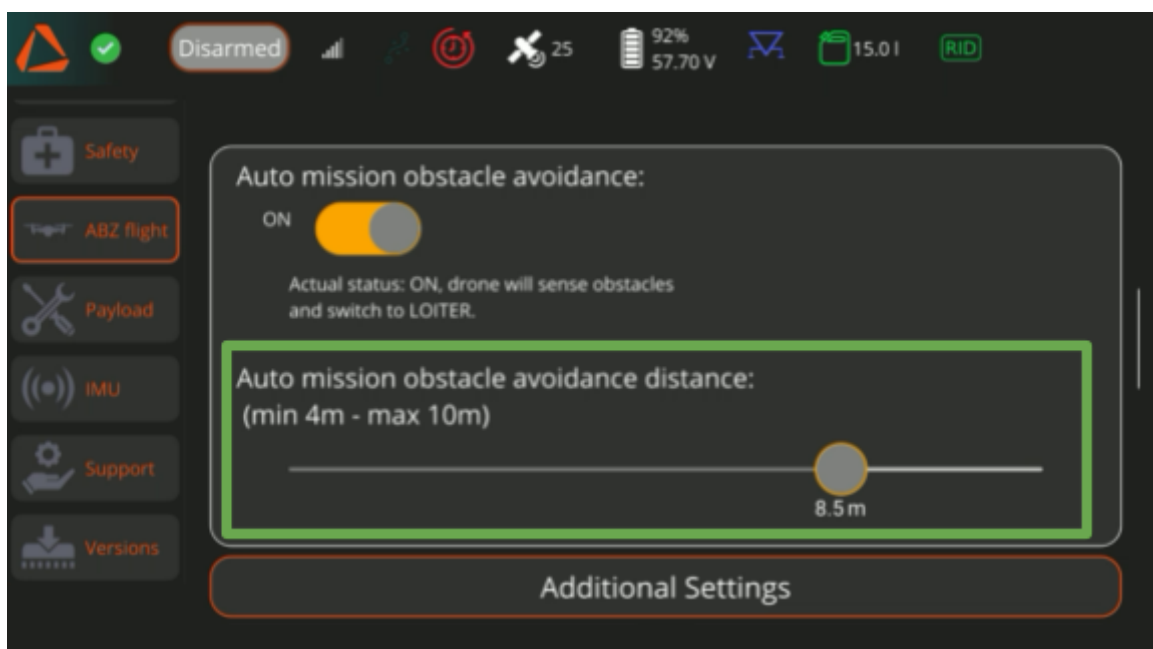 Disarmed
25
92%
57.70 V
15.0 l
RID
Safety
ABZ flight
Payload
IMU
Support
Versions
Auto mission obstacle avoidance:
ON
Actual status: ON, drone will sense obstacles
and switch to LOITER.
Auto mission obstacle avoidance distance:
(min 4m - max 10m)
8.5 m
Additional Settings